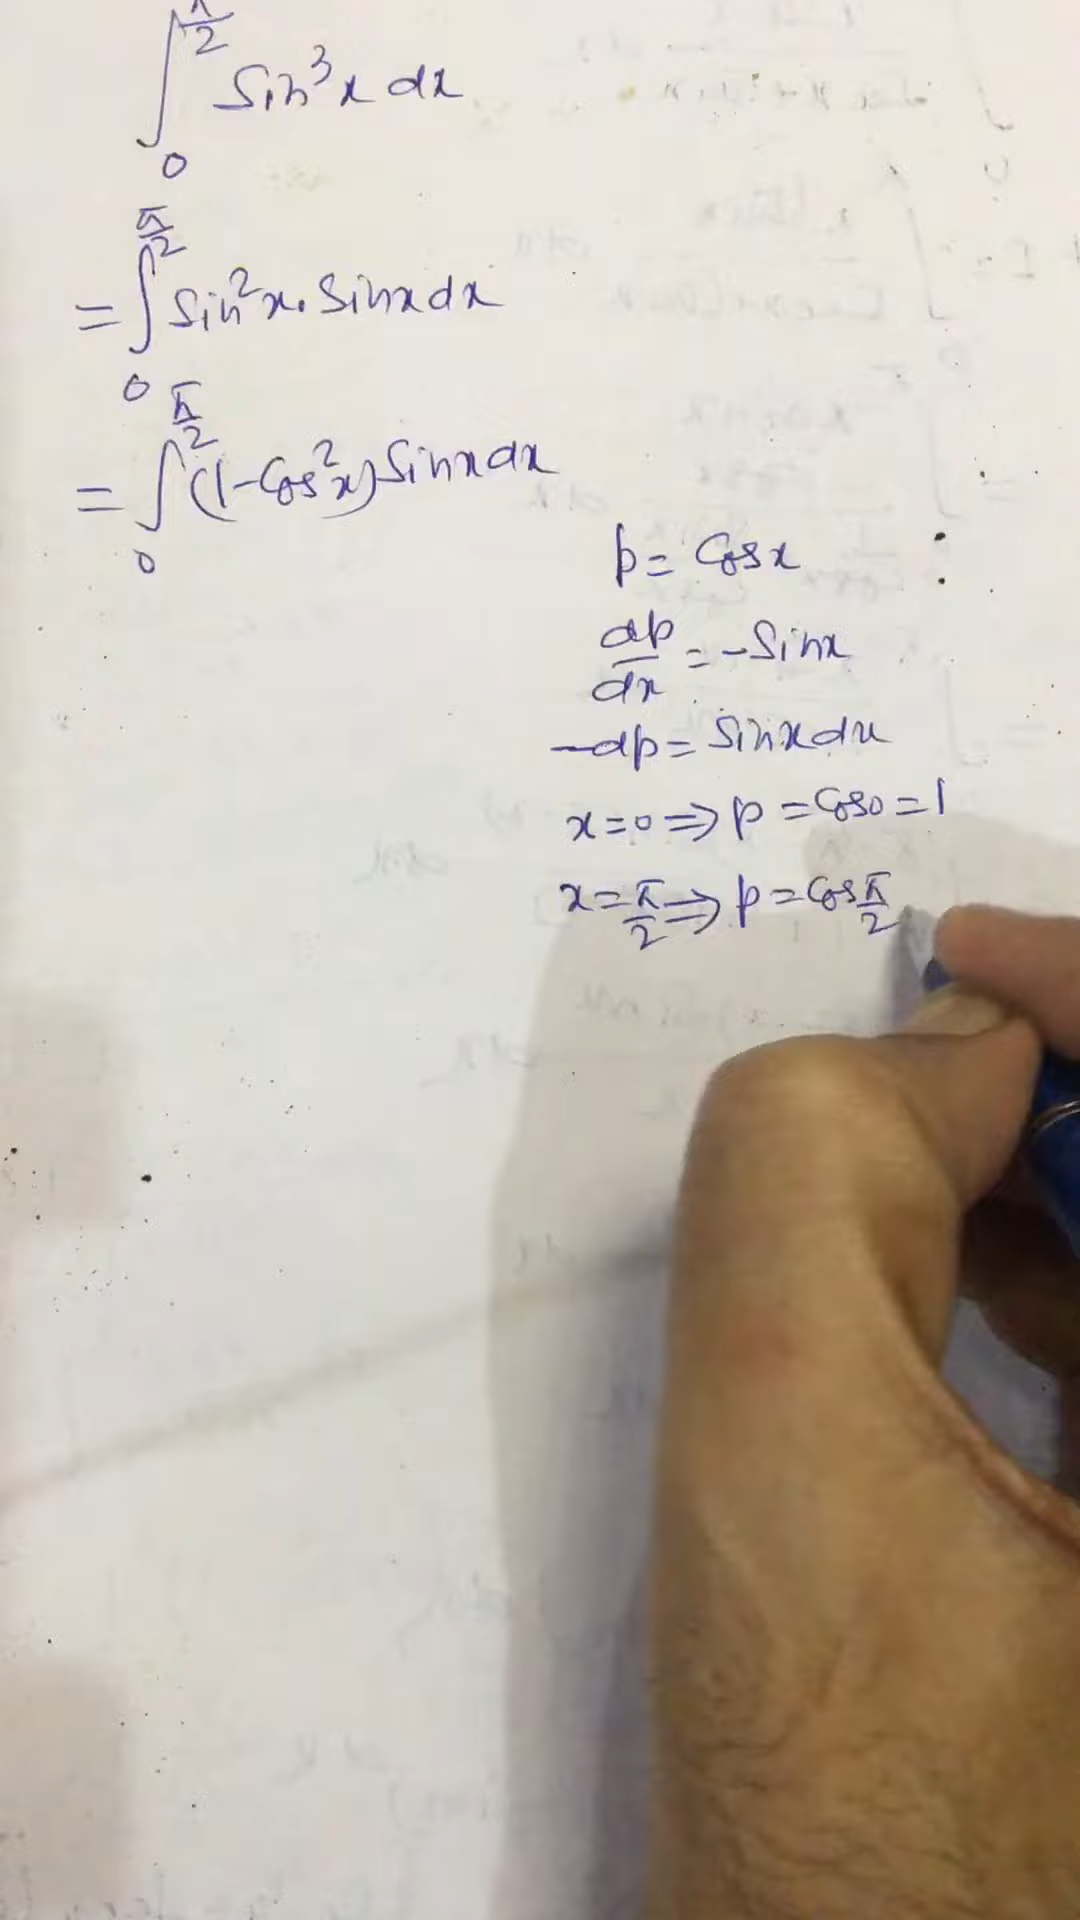 ∫₀^(π/2) Sin³x dx
= ∫₀^(π/2) Sin²x. Sinx dx
= ∫₀^(π/2) (1-Cos²x) Sinx dx
p = Cosx
dp/dx = -Sinx
-dp = Sinx dx
x=0 ⇒ p = Cos0 = 1
x = π/2 ⇒ p = Cos π/2